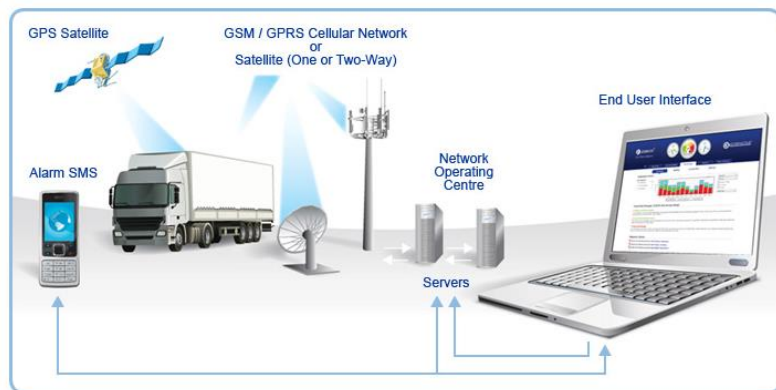 GPS Satellite
GSM / GPRS Cellular Network
or
Satellite (One or Two-Way)
End User Interface
Alarm SMS
Network
Operating
Centre
Servers